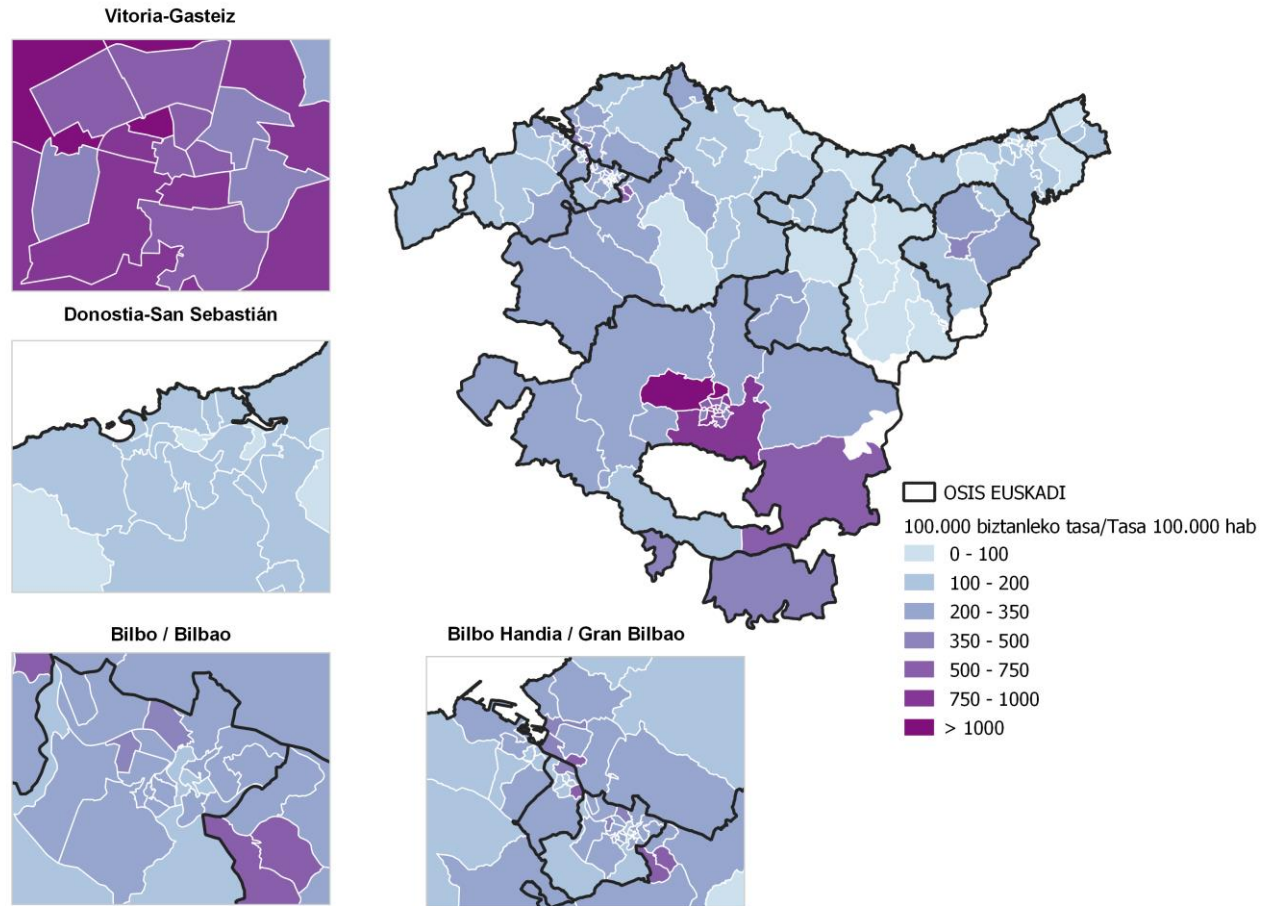 Vitoria-Gasteiz
Donostia-San Sebastián
Bilbo / Bilbao
Bilbo Handia / Gran Bilbao
OSIS EUSKADI
100.000 biztanleko tasa/Tasa 100.000 hab
0 - 100
100 - 200
200 - 350
350 - 500
500 - 750
750 - 1000
> 1000